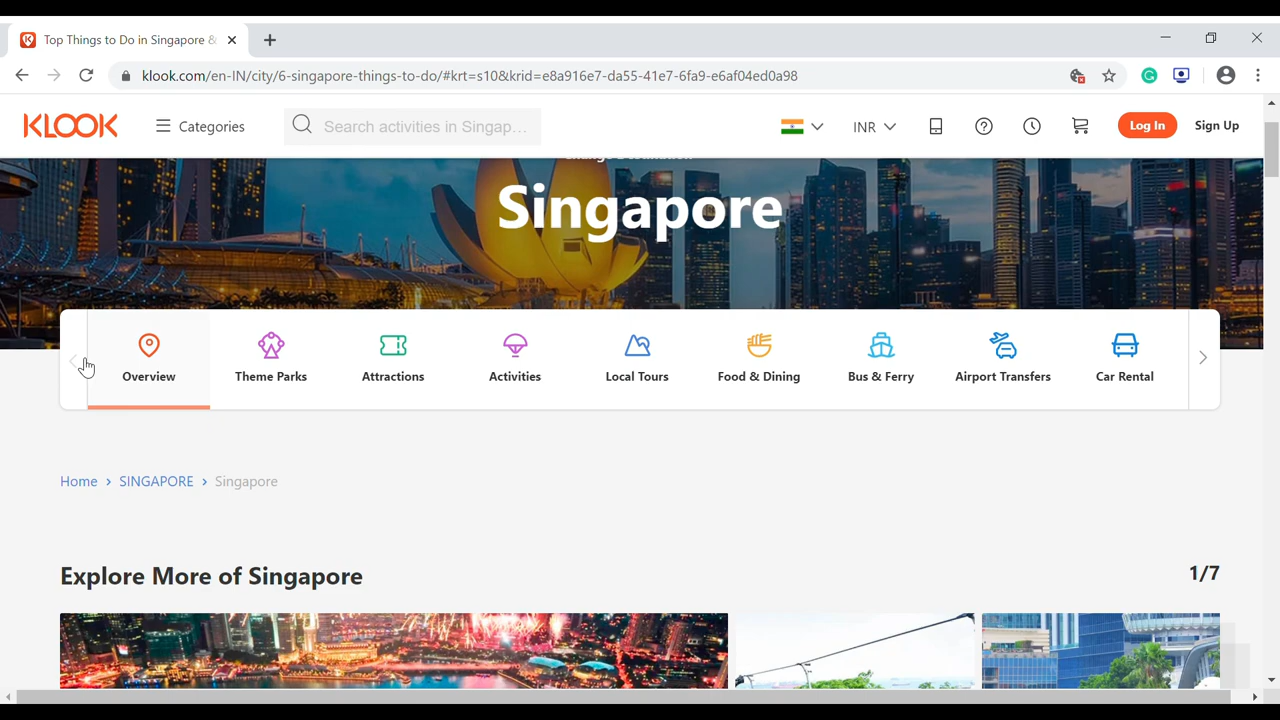 Top Things to Do in Singapore &
klook.com/en-IN/city/6-singapore-things-to-do/#krt=s10&krid=e8a916e7-da55-41e7-6fa9-e6af04ed0a98
KLOOK
Categories
Search activities in Singap...
INR
Log In
Sign Up
Change Destination
Singapore
Overview
Theme Parks
Attractions
Activities
Local Tours
Food & Dining
Bus & Ferry
Airport Transfers
Car Rental
Home › SINGAPORE › Singapore
Explore More of Singapore
1/7